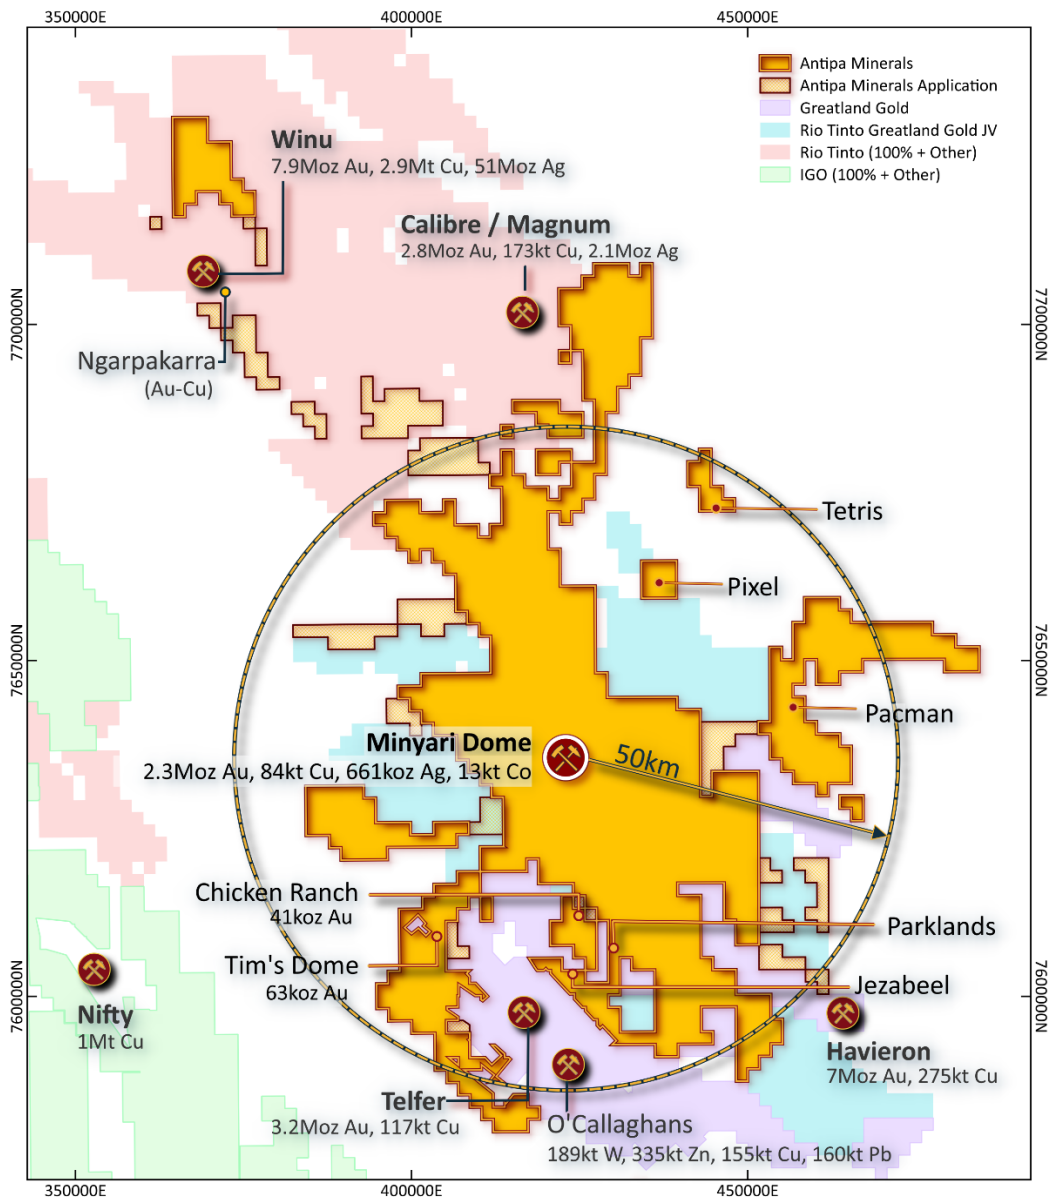 350000E
400000E
450000E
Antipa Minerals
Antipa Minerals Application
Greatland Gold
Rio Tinto Greatland Gold JV
Rio Tinto (100% + Other)
IGO (100% + Other)
Winu
7.9Moz Au, 2.9Mt Cu, 51Moz Ag
Calibre / Magnum
2.8Moz Au, 173kt Cu, 2.1Moz Ag
7700000N
7700000N
Ngarpakarra
(Au-Cu)
Tetris
Pixel
7650000N
7650000N
Pacman
Minyari Dome
2.3Moz Au, 84kt Cu, 661koz Ag, 13kt Co
50km
Chicken Ranch
41koz Au
Parklands
Tim's Dome
63koz Au
Jezabeel
7600000N
7600000N
Nifty
1Mt Cu
Havieron
7Moz Au, 275kt Cu
Telfer
3.2Moz Au, 117kt Cu
O'Callaghans
189kt W, 335kt Zn, 155kt Cu, 160kt Pb
350000E
400000E
450000E